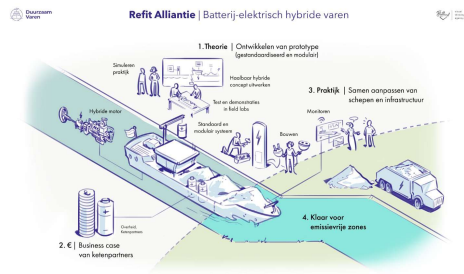 Duurzaam
Varen
Refit Alliantie | Batterij-elektrisch hybride varen
1.Theorie | Ontwikkelen van prototype
(gestandaardiseerd en modulair)
Simuleren
praktijk
Haalbaar hybride
concept uitwerken
3. Praktijk | Samen aanpassen van
schepen en infrastructuur
Test en demonstraties
in field labs
Monitoren
Hybride motor
Standaard en
modulair systeem
Bouwen
4. Klaar voor
emissievrije zones
Overheid,
Ketenpartners
2. € | Business case
van ketenpartners